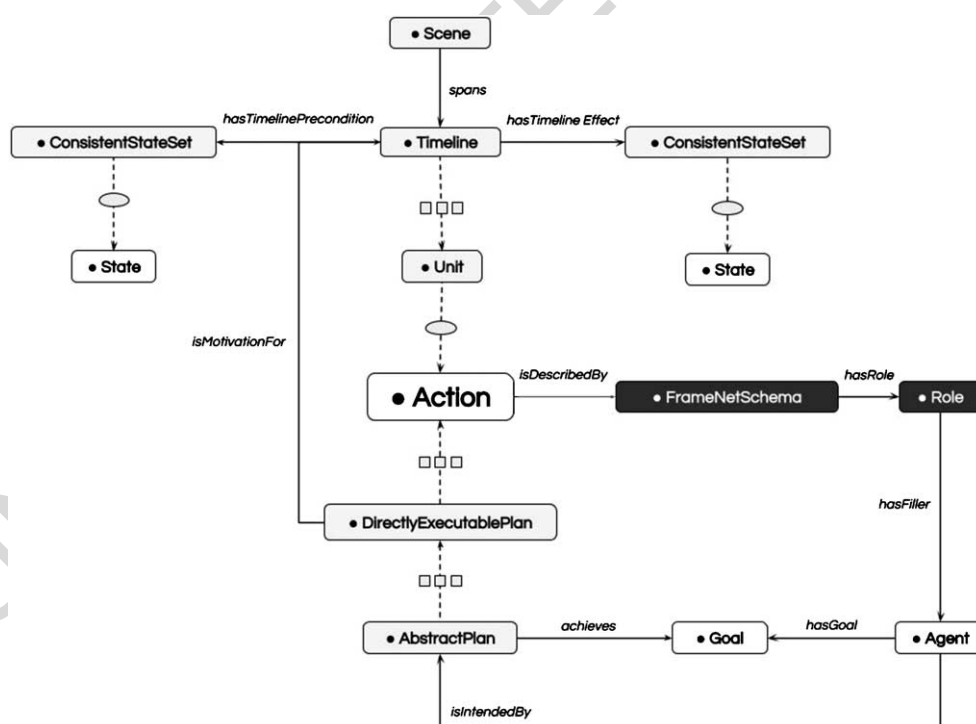 • Scene
spans
hasTimelinePrecondition
hasTimeline Effect
• ConsistentStateSet
• Timeline
• ConsistentStateSet
• State
• Unit
• State
isMotivationFor
isDescribedBy
hasRole
• Action
• FrameNetSchema
• Role
hasFiller
• DirectlyExecutablePlan
achieves
hasGoal
• AbstractPlan
• Goal
• Agent
isIntendedBy